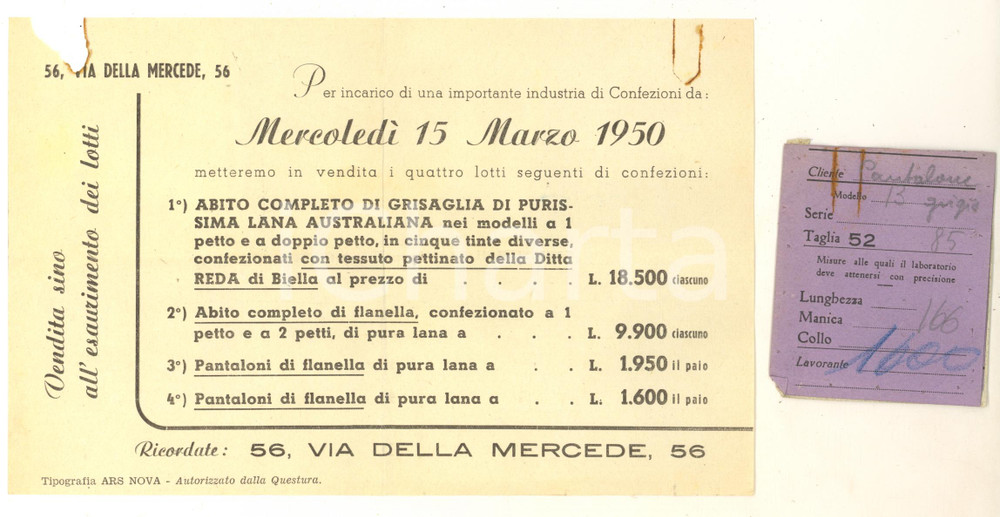 56, VIA DELLA MERCEDE, 56
Vendita sino
all'esaurimento dei lotti
Per incarico di una importante industria di Confezioni da:
Mercoledì 15 Marzo 1950
metteremo in vendita i quattro lotti seguenti di confezioni:
1°) ABITO COMPLETO DI GRISAGLIA DI PURIS-
SIMA LANA AUSTRALIANA nei modelli a 1
petto e a doppio petto, in cinque tinte diverse,
confezionati con tessuto pettinato della Ditta
REDA di Biella al prezzo di . . . . L. 18.500 ciascuno
2°) Abito completo di flanella, confezionato a 1
petto e a 2 petti, di pura lana a . . . L. 9.900 ciascuno
3°) Pantaloni di flanella di pura lana a . . L. 1.950 il paio
4°) Pantaloni di flanella di pura lana a . . L. 1.600 il paio
Ricordate: 56, VIA DELLA MERCEDE, 56
Tipografia ARS NOVA - Autorizzato dalla Questura.
Cliente Pantalone
Modello 13 grigio
Serie
Taglia 52 85
Misure alle quali il laboratorio
deve attenersi con precisione
Lunghezza
Manica 166
Collo
Lavorante 1600